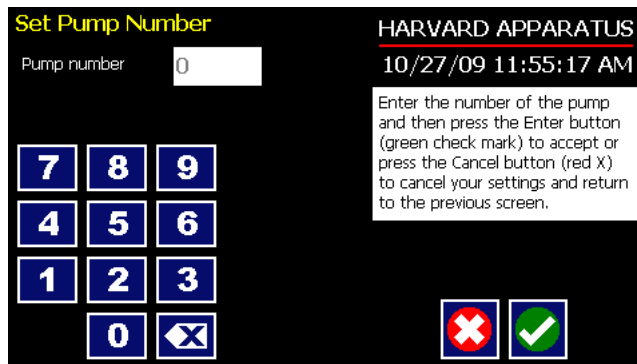 Set Pump Number
Pump number
0
7 8 9
4 5 6
1 2 3
0
HARVARD APPARATUS
10/27/09 11:55:17 AM
Enter the number of the pump
and then press the Enter button
(green check mark) to accept or
press the Cancel button (red X)
to cancel your settings and return
to the previous screen.